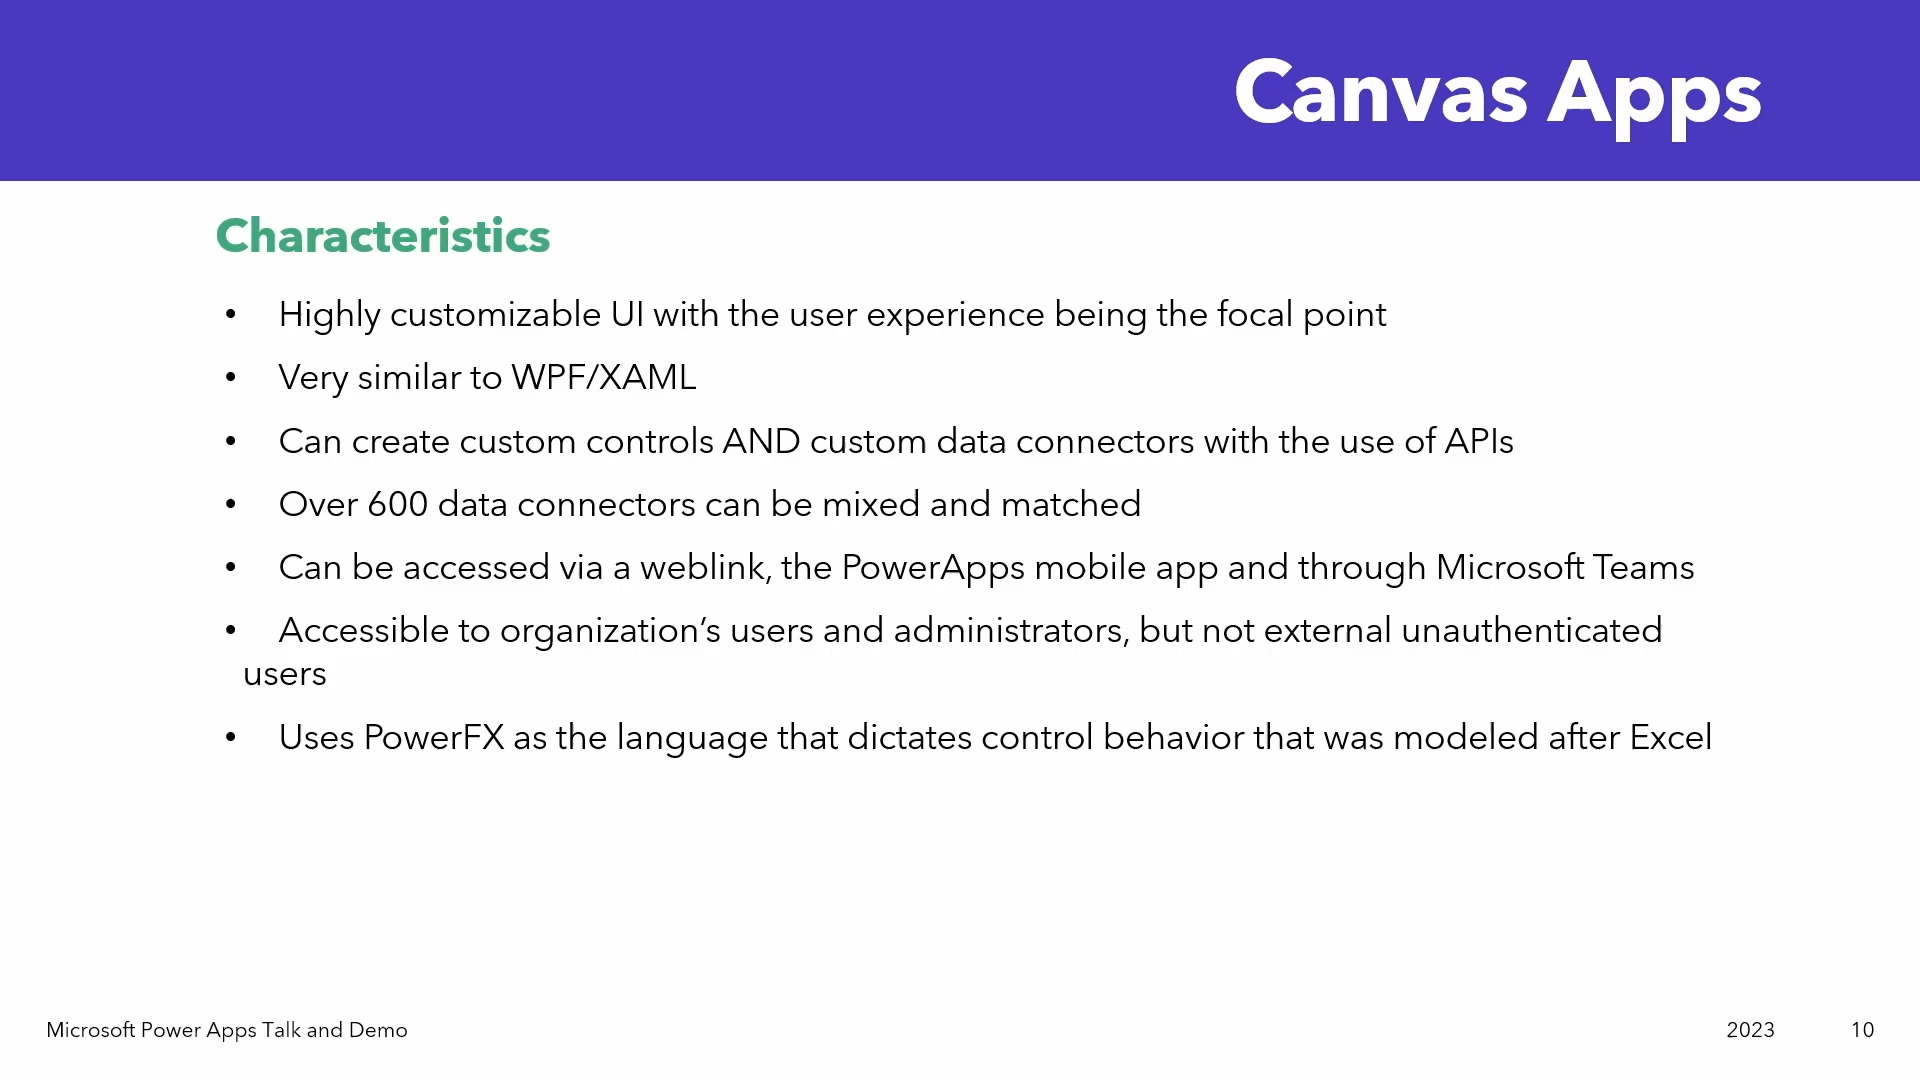 Canvas Apps
Characteristics
• Highly customizable UI with the user experience being the focal point
• Very similar to WPF/XAML
• Can create custom controls AND custom data connectors with the use of APIs
• Over 600 data connectors can be mixed and matched
• Can be accessed via a weblink, the PowerApps mobile app and through Microsoft Teams
• Accessible to organization’s users and administrators, but not external unauthenticated
users
• Uses PowerFX as the language that dictates control behavior that was modeled after Excel
Microsoft Power Apps Talk and Demo 2023 10